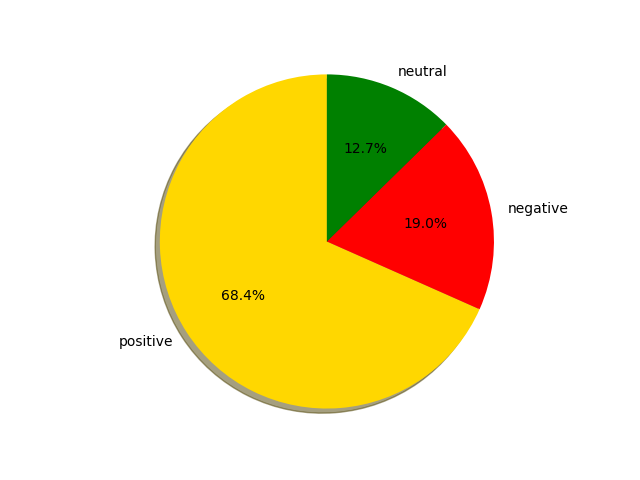 neutral
12.7%
negative
19.0%
68.4%
positive